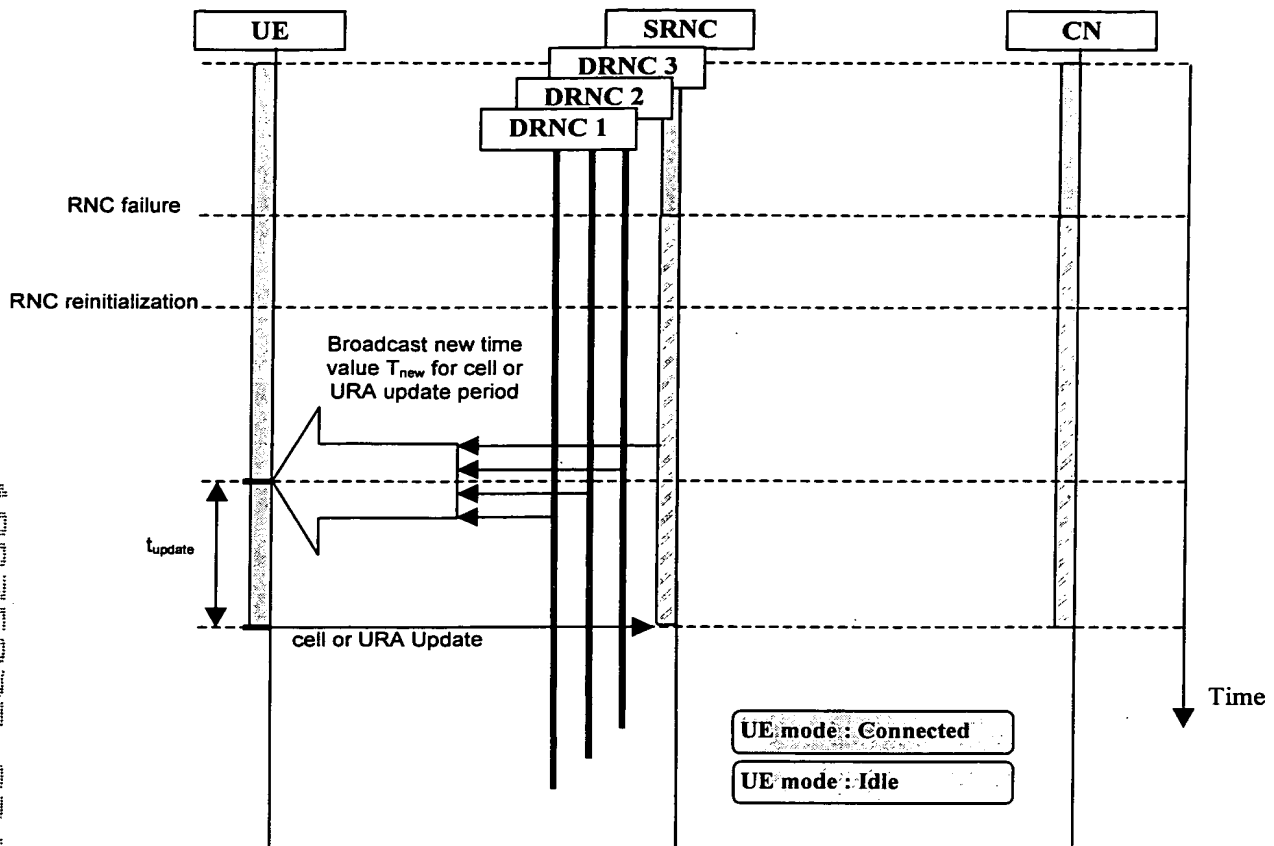 UE
SRNC
CN
DRNC 3
DRNC 2
DRNC 1
RNC failure
RNC reinitialization
Broadcast new time
value Tnew for cell or
URA update period
tupdate
cell or URA Update
Time
UE mode : Connected
UE mode : Idle